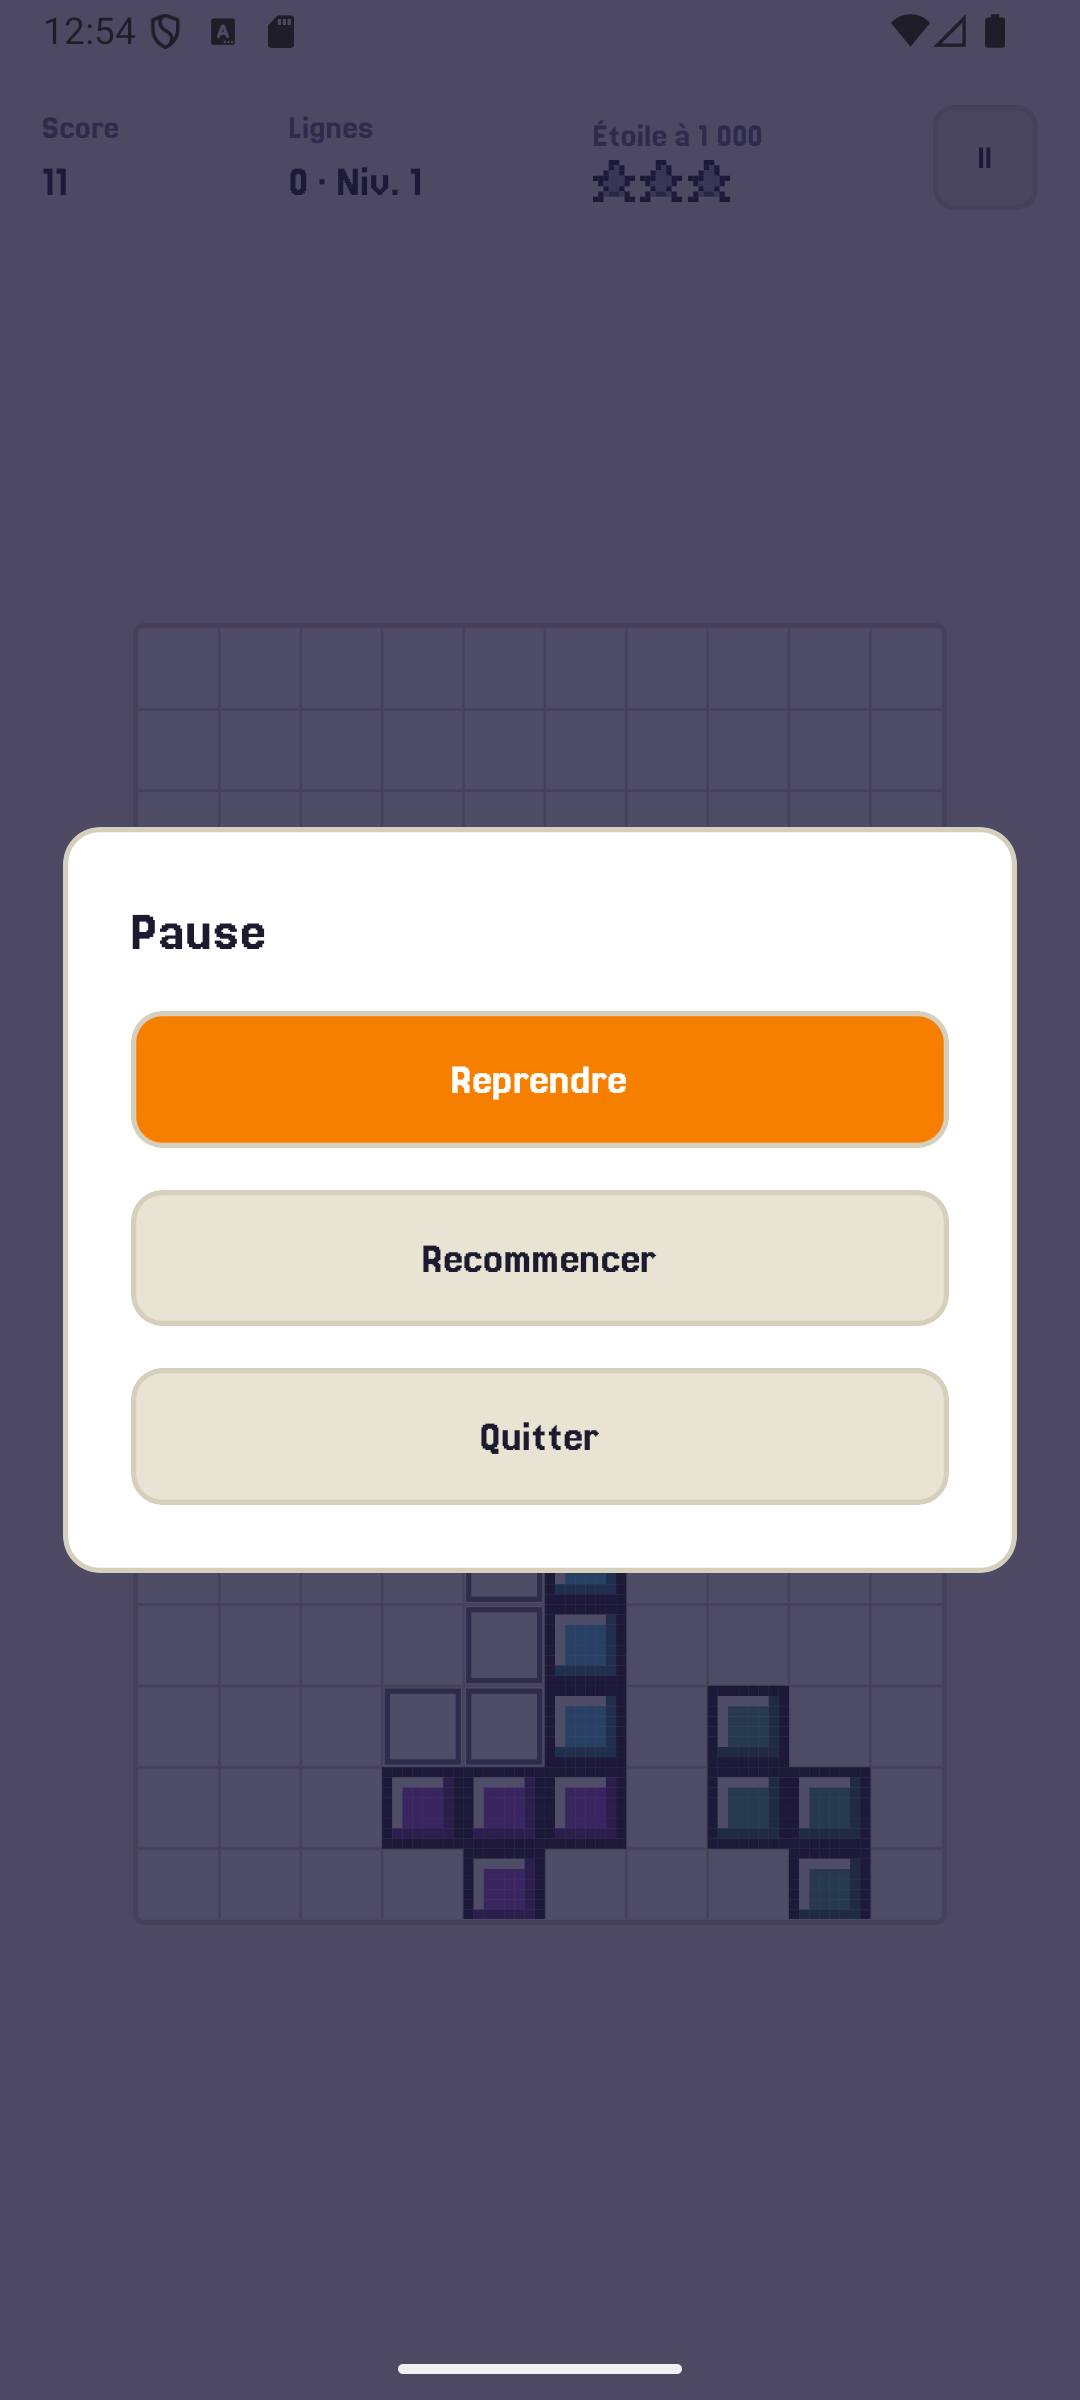 12:54
Score
11
Lignes
0 · Niv. 1
Étoile à 1 000
Pause
Reprendre
Recommencer
Quitter